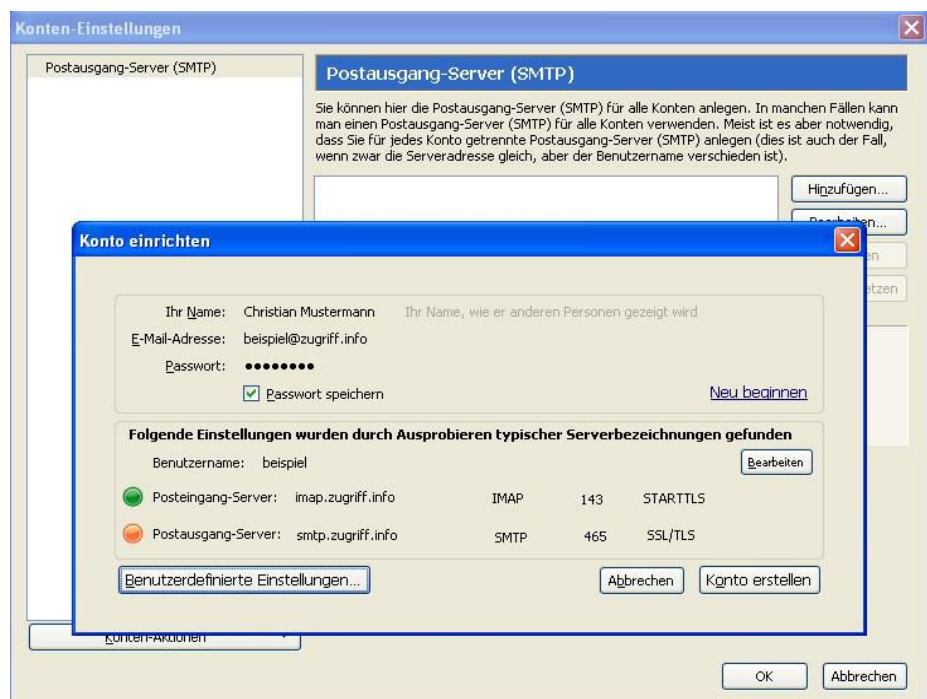 Konten-Einstellungen
Postausgang-Server (SMTP)
Postausgang-Server (SMTP)
Sie können hier die Postausgang-Server (SMTP) für alle Konten anlegen. In manchen Fällen kann
man einen Postausgang-Server (SMTP) für alle Konten verwenden. Meist ist es aber notwendig,
dass Sie für jedes Konto getrennte Postausgang-Server (SMTP) anlegen (dies ist auch der Fall,
wenn zwar die Serveradresse gleich, aber der Benutzername verschieden ist).
Hinzufügen...
Konto einrichten
Ihr Name: Christian Mustermann Ihr Name, wie er anderen Personen gezeigt wird
E-Mail-Adresse: beispiel@zugriff.info
Passwort: ●●●●●●●●
Passwort speichern
Neu beginnen
Folgende Einstellungen wurden durch Ausprobieren typischer Serverbezeichnungen gefunden
Benutzername: beispiel
Bearbeiten
Posteingang-Server: imap.zugriff.info IMAP 143 STARTTLS
Postausgang-Server: smtp.zugriff.info SMTP 465 SSL/TLS
Benutzerdefinierte Einstellungen...
Abbrechen
Konto erstellen
Konten-Aktionen
OK
Abbrechen